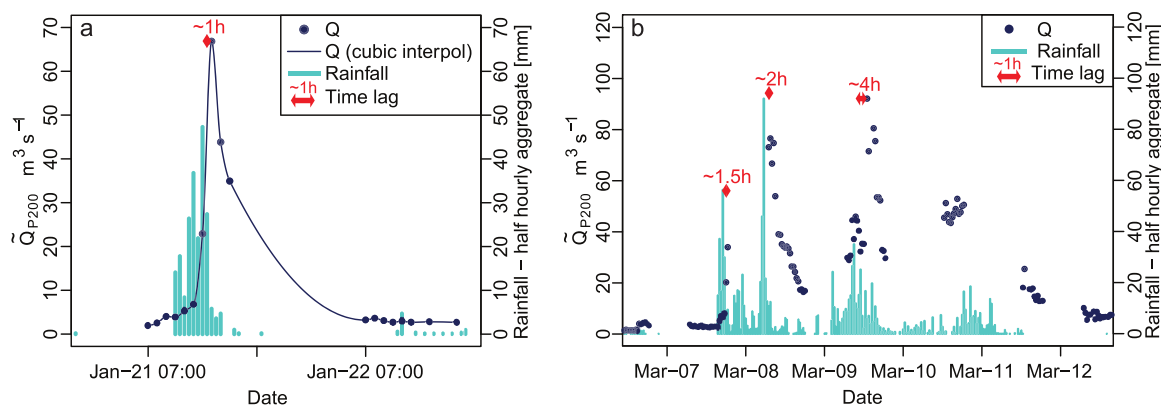 a
~1h
Q
Q (cubic interpol)
Rainfall
~1h Time lag
0 10 20 30 40 50 60 70
Q̃P200 m³ s⁻¹
0 10 20 30 40 50 60 70
Rainfall − half hourly aggregate [mm]
Jan−21 07:00 Jan−22 07:00
Date
b
Q
Rainfall
~1h Time lag
~1.5h
~2h
~4h
0 20 40 60 80 100 120
Q̃P200 m³ s⁻¹
0 20 40 60 80 100 120
Rainfall − half hourly aggregate [mm]
Mar−07 Mar−08 Mar−09 Mar−10 Mar−11 Mar−12
Date